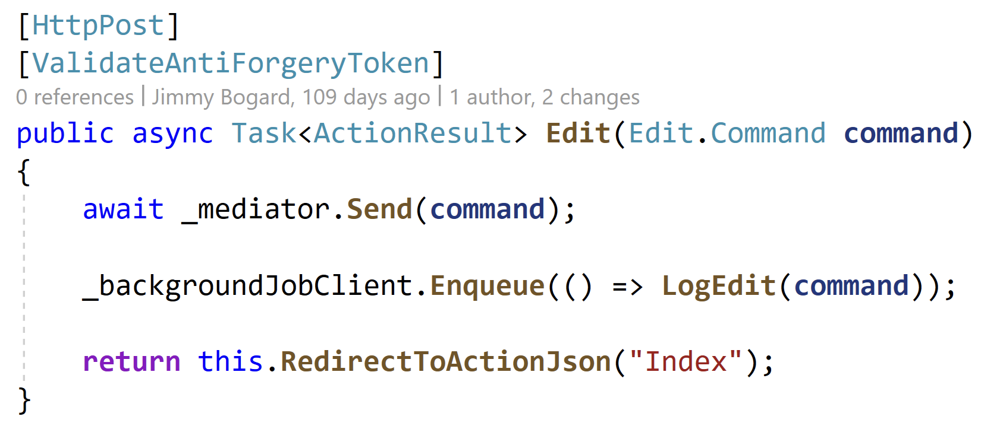 [HttpPost]
[ValidateAntiForgeryToken]
0 references | Jimmy Bogard, 109 days ago | 1 author, 2 changes
public async Task<ActionResult> Edit(Edit.Command command)
{
    await _mediator.Send(command);
    _backgroundJobClient.Enqueue(() => LogEdit(command));
    return this.RedirectToActionJson("Index");
}